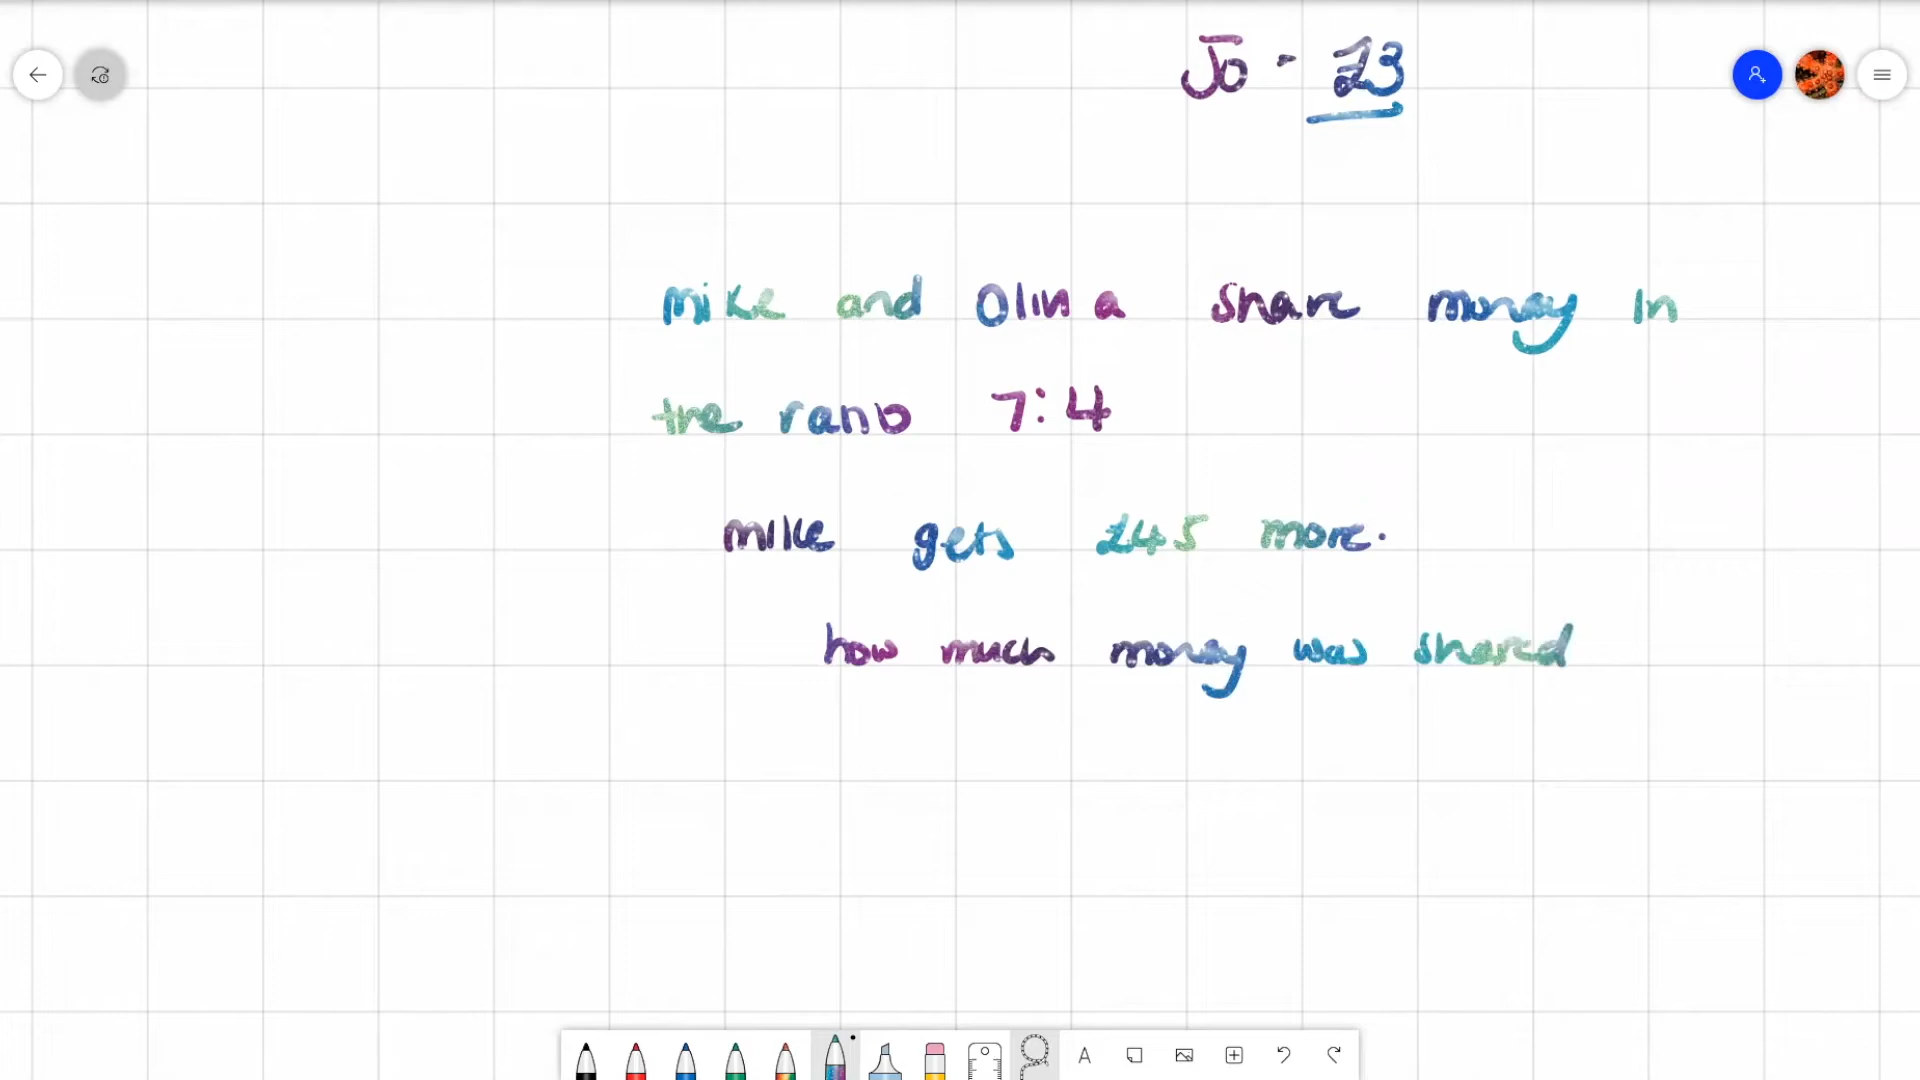 Jo - £3
Mike and Olivia share money in
the ratio 7:4
Mike gets £45 more.
how much money was shared
A